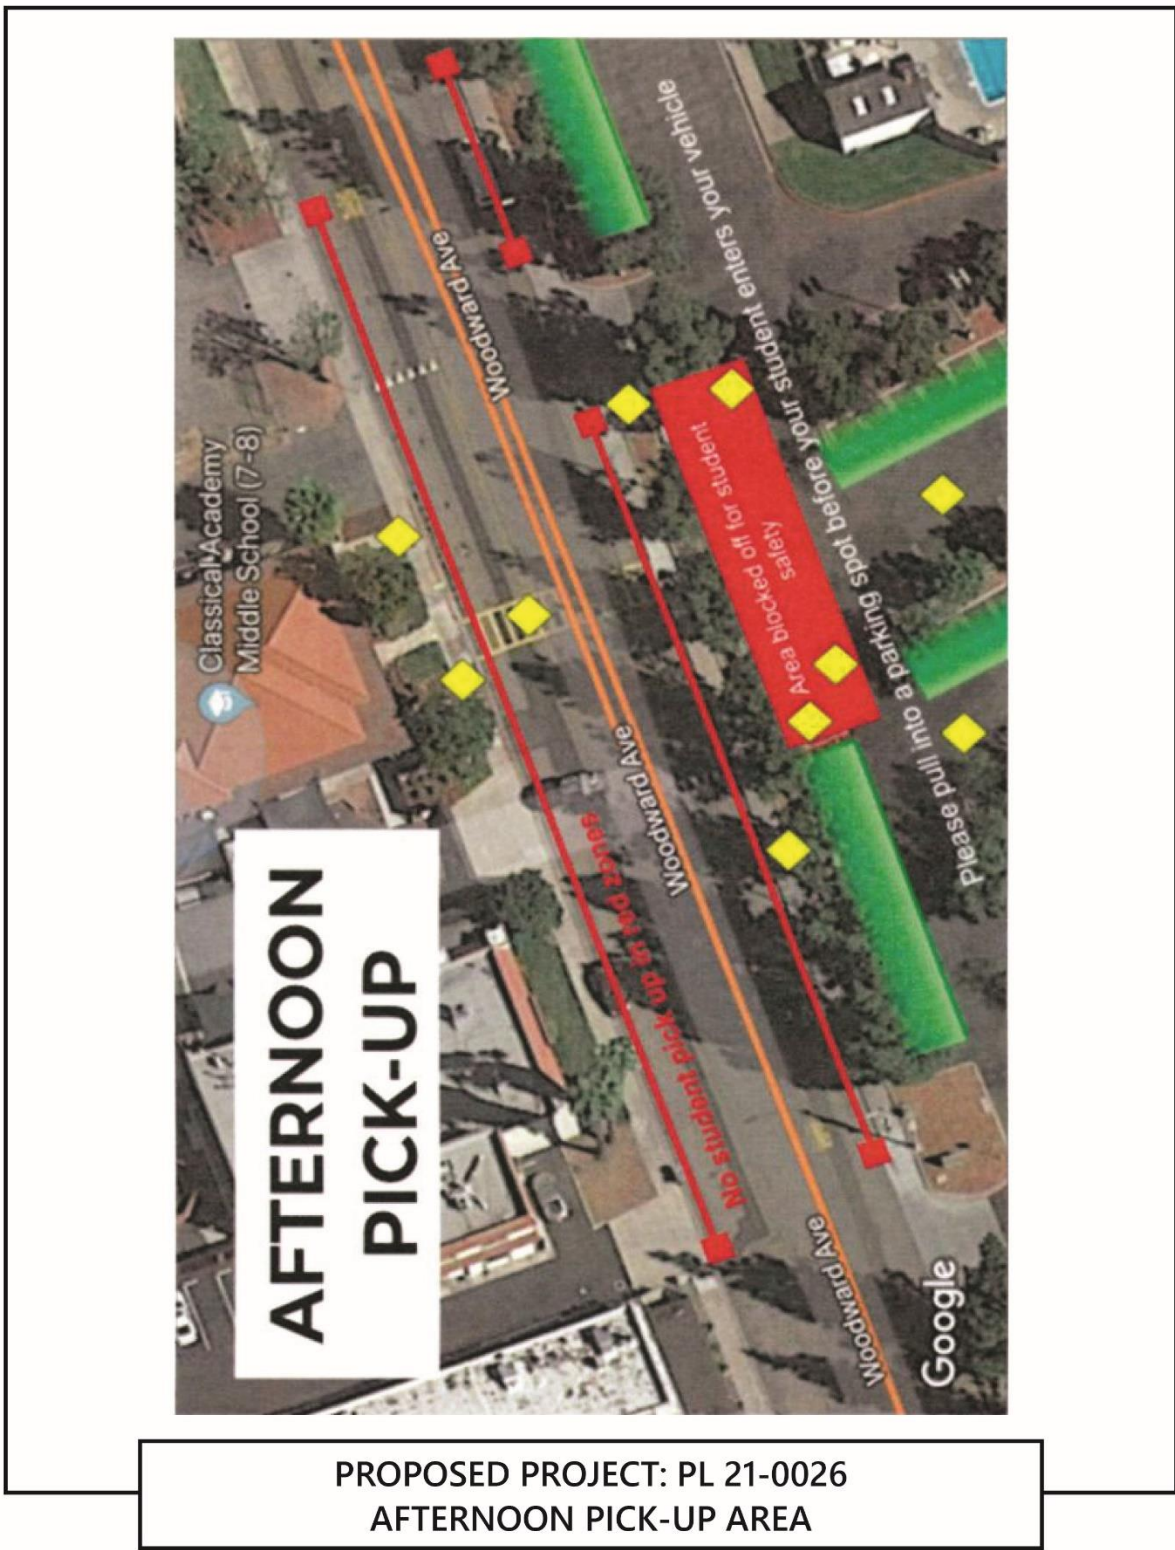 AFTERNOON
PICK-UP
Classical Academy
Middle School (7-8)
Woodward Ave
Woodward Ave
Woodward Ave
No student pick up in red zones
Area blocked off for student
safety
Please pull into a parking spot before your student enters your vehicle
Google
PROPOSED PROJECT: PL 21-0026
AFTERNOON PICK-UP AREA